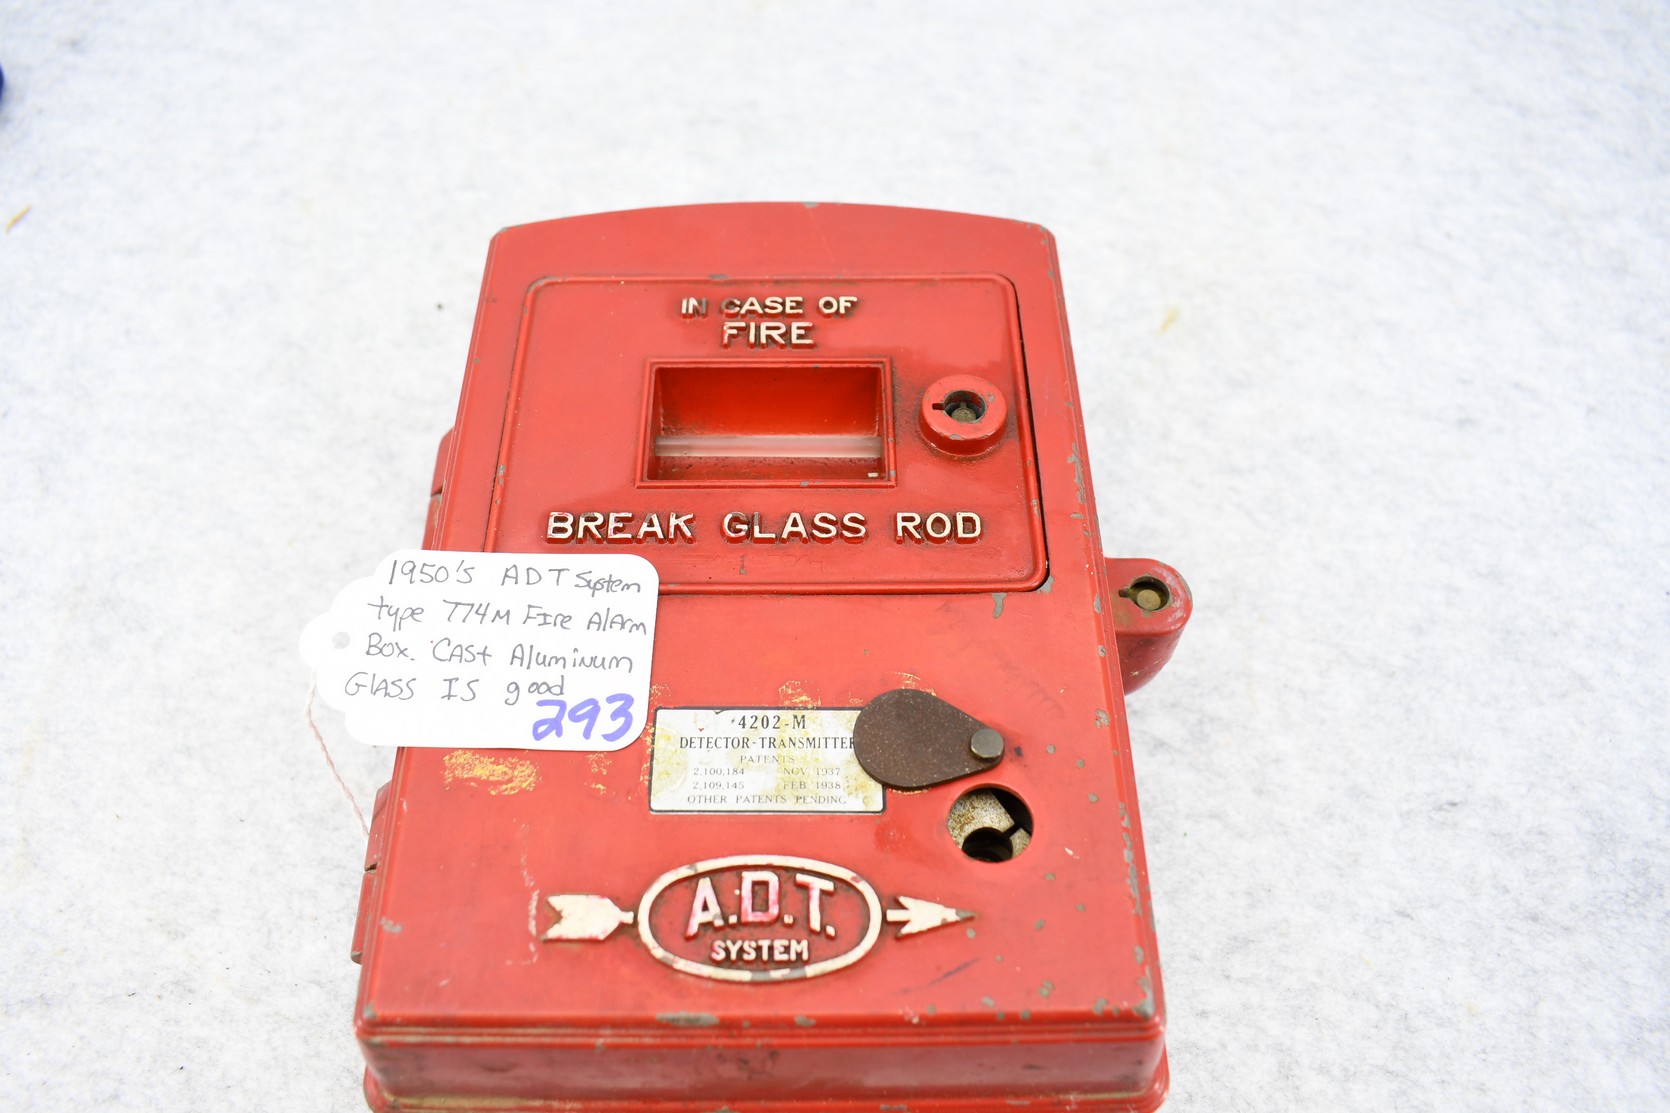 IN CASE OF
FIRE
BREAK GLASS ROD
1950's ADT System
type 774M Fire Alarm
Box. Cast Aluminum
Glass Is good
293
4202-M
DETECTOR-TRANSMITTER
PATENTS
2,100,184 NOV. 1937
2,109,145 FEB. 1938
OTHER PATENTS PENDING
A.D.T.
SYSTEM